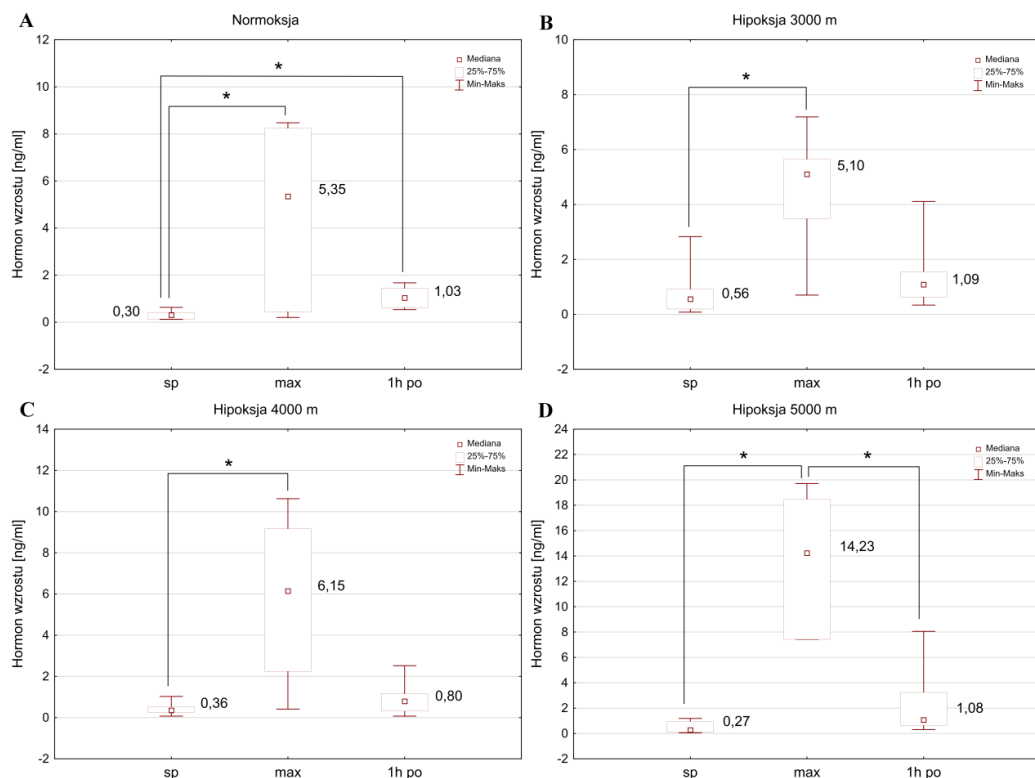 A
Normoksja
12
10
8
6
4
2
0
-2
Hormon wzrostu [ng/ml]
Mediana
25%-75%
Min-Maks
*
*
0,30
5,35
1,03
sp
max
1h po
B
Hipoksja 3000 m
10
8
6
4
2
0
-2
Hormon wzrostu [ng/ml]
Mediana
25%-75%
Min-Maks
*
0,56
5,10
1,09
sp
max
1h po
C
Hipoksja 4000 m
14
12
10
8
6
4
2
0
-2
Hormon wzrostu [ng/ml]
Mediana
25%-75%
Min-Maks
*
0,36
6,15
0,80
sp
max
1h po
D
Hipoksja 5000 m
24
22
20
18
16
14
12
10
8
6
4
2
0
-2
Hormon wzrostu [ng/ml]
Mediana
25%-75%
Min-Maks
*
*
0,27
14,23
1,08
sp
max
1h po